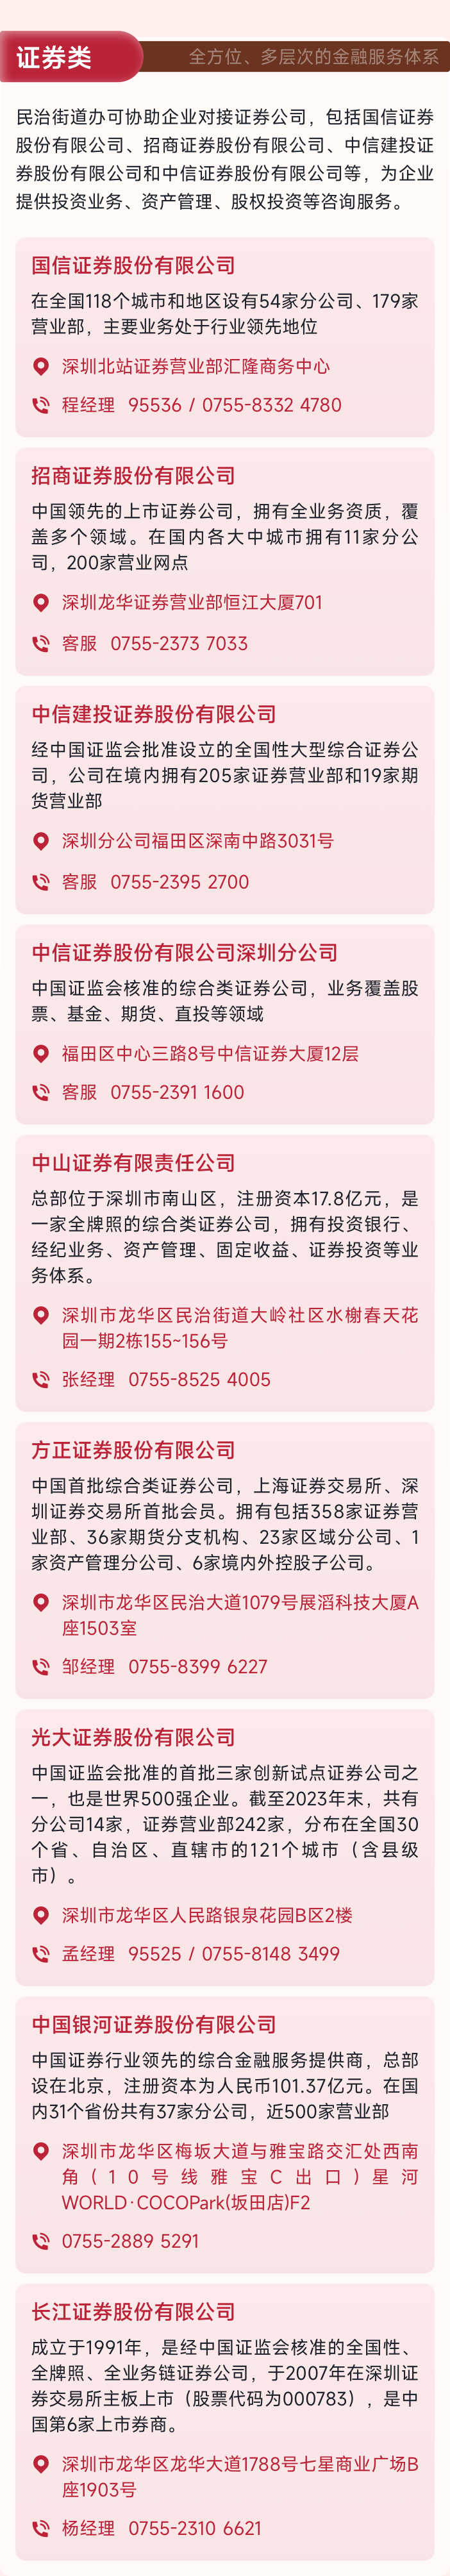 证券类
全方位、多层次的金融服务体系
民治街道办可协助企业对接证券公司，包括国信证券
股份有限公司、招商证券股份有限公司、中信建投证
券股份有限公司和中信证券股份有限公司等，为企业
提供投资业务、资产管理、股权投资等咨询服务。
国信证券股份有限公司
在全国118个城市和地区设有54家分公司、179家
营业部，主要业务处于行业领先地位
深圳北站证券营业部汇隆商务中心
程经理 95536 / 0755-8332 4780
招商证券股份有限公司
中国领先的上市证券公司，拥有全业务资质，覆
盖多个领域。在国内各大中城市拥有11家分公
司，200家营业网点
深圳龙华证券营业部恒江大厦701
客服 0755-2373 7033
中信建投证券股份有限公司
经中国证监会批准设立的全国性大型综合证券公
司，公司在境内拥有205家证券营业部和19家期
货营业部
深圳分公司福田区深南中路3031号
客服 0755-2395 2700
中信证券股份有限公司深圳分公司
中国证监会核准的综合类证券公司，业务覆盖股
票、基金、期货、直投等领域
福田区中心三路8号中信证券大厦12层
客服 0755-2391 1600
中山证券有限责任公司
总部位于深圳市南山区，注册资本17.8亿元，是
一家全牌照的综合类证券公司，拥有投资银行、
经纪业务、资产管理、固定收益、证券投资等业
务体系。
深圳市龙华区民治街道大岭社区水榭春天花
园一期2栋155~156号
张经理 0755-8525 4005
方正证券股份有限公司
中国首批综合类证券公司，上海证券交易所、深
圳证券交易所首批会员。拥有包括358家证券营
业部、36家期货分支机构、23家区域分公司、1
家资产管理分公司、6家境内外控股子公司。
深圳市龙华区民治大道1079号展滔科技大厦A
座1503室
邹经理 0755-8399 6227
光大证券股份有限公司
中国证监会批准的首批三家创新试点证券公司之
一，也是世界500强企业。截至2023年末，共有
分公司14家，证券营业部242家，分布在全国30
个省、自治区、直辖市的121个城市（含县级
市）。
深圳市龙华区人民路银泉花园B区2楼
孟经理 95525 / 0755-8148 3499
中国银河证券股份有限公司
中国证券行业领先的综合金融服务提供商，总部
设在北京，注册资本为人民币101.37亿元。在国
内31个省份共有37家分公司，近500家营业部
深圳市龙华区梅坂大道与雅宝路交汇处西南
角(10号线雅宝C出口)星河
WORLD·COCOPark(坂田店)F2
0755-2889 5291
长江证券股份有限公司
成立于1991年，是经中国证监会核准的全国性、
全牌照、全业务链证券公司，于2007年在深圳证
券交易所主板上市（股票代码为000783），是中
国第6家上市券商。
深圳市龙华区龙华大道1788号七星商业广场B
座1903号
杨经理 0755-2310 6621